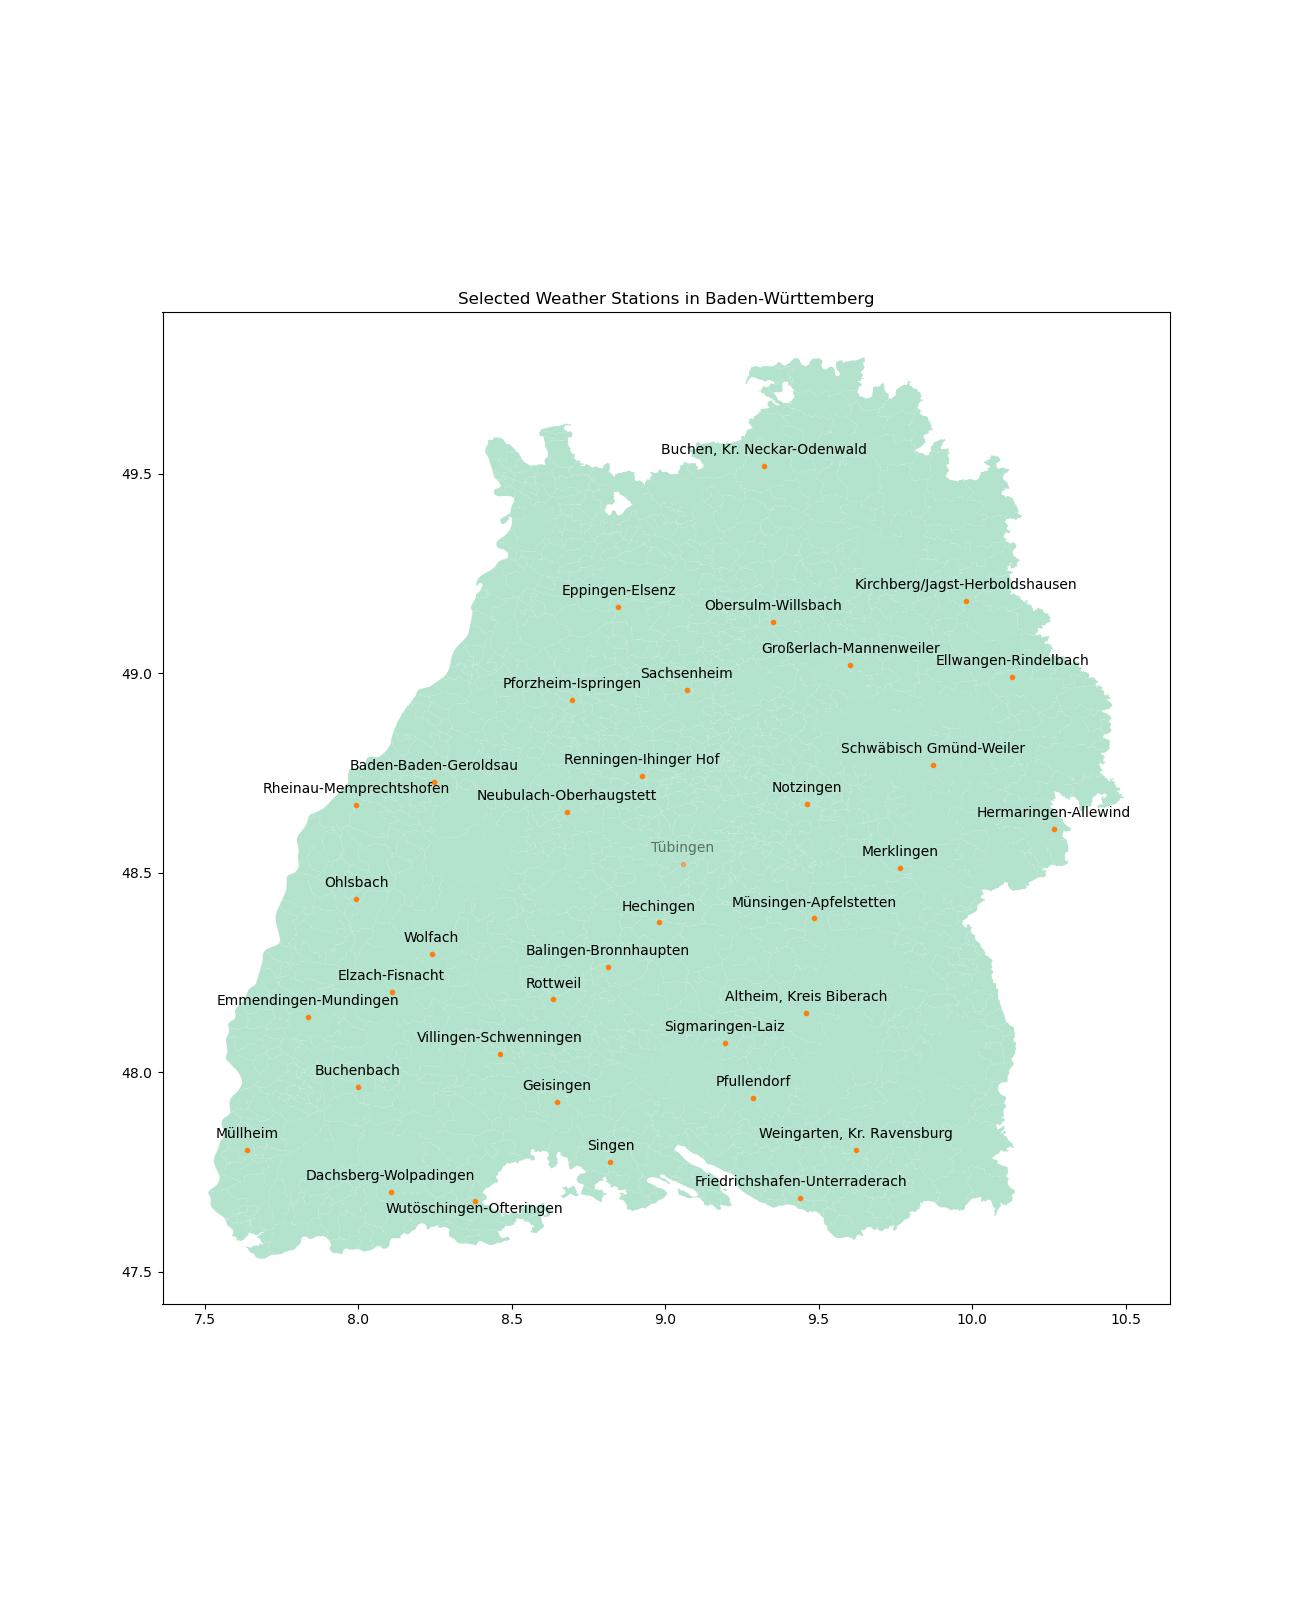 Selected Weather Stations in Baden-Württemberg
Buchen, Kr. Neckar-Odenwald
49.5
Kirchberg/Jagst-Herboldshausen
Eppingen-Elsenz
Obersulm-Willsbach
Großerlach-Mannenweiler
Ellwangen-Rindelbach
49.0
Sachsenheim
Pforzheim-Ispringen
Schwäbisch Gmünd-Weiler
Renningen-Ihinger Hof
Baden-Baden-Geroldsau
Rheinau-Memprechtshofen
Notzingen
Neubulach-Oberhaugstett
Hermaringen-Allewind
Tübingen
Merklingen
48.5
Ohlsbach
Münsingen-Apfelstetten
Hechingen
Wolfach
Balingen-Bronnhaupten
Elzach-Fisnacht
Rottweil
Altheim, Kreis Biberach
Emmendingen-Mundingen
Sigmaringen-Laiz
Villingen-Schwenningen
48.0
Buchenbach
Pfullendorf
Geisingen
Müllheim
Weingarten, Kr. Ravensburg
Singen
Dachsberg-Wolpadingen
Friedrichshafen-Unterraderach
Wutöschingen-Ofteringen
47.5
7.5 8.0 8.5 9.0 9.5 10.0 10.5